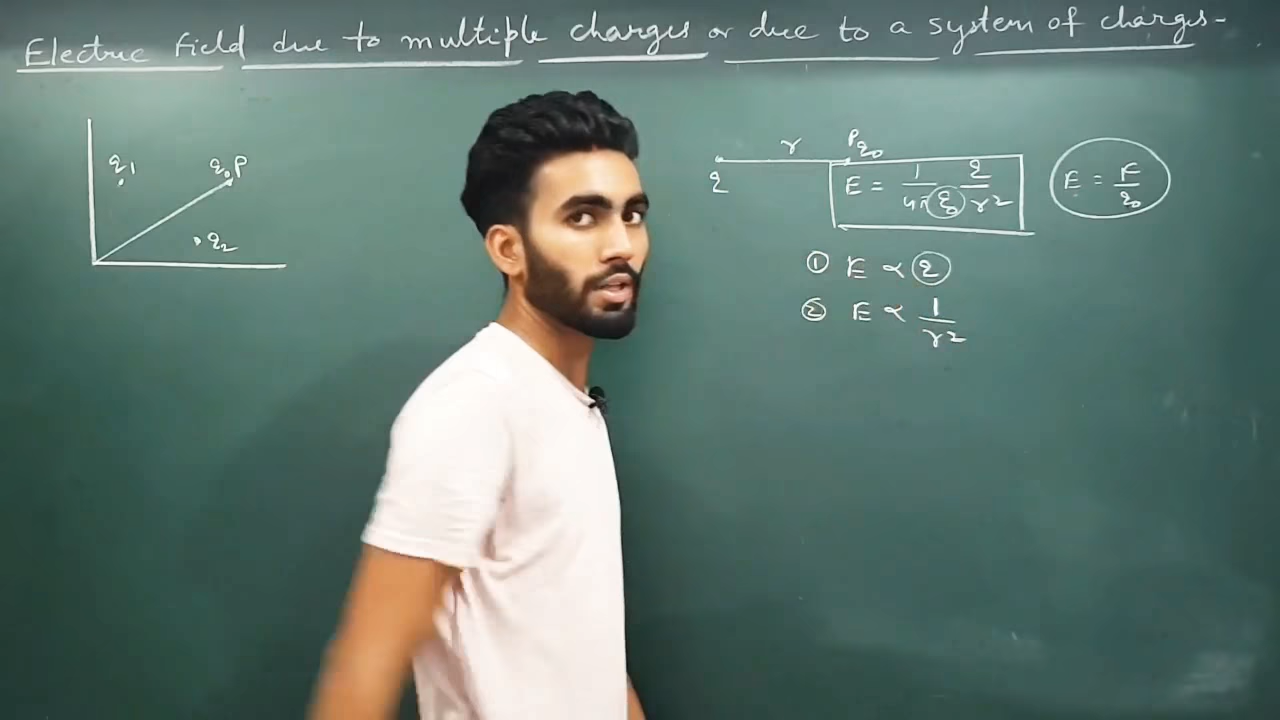 Electric Field due to multiple charges or due to a system of charges-
q1
q0 P
q2
r
P q0
q
E = 1/4πε0 q/r2
E = F/q0
① E ∝ q
② E ∝ 1/r2